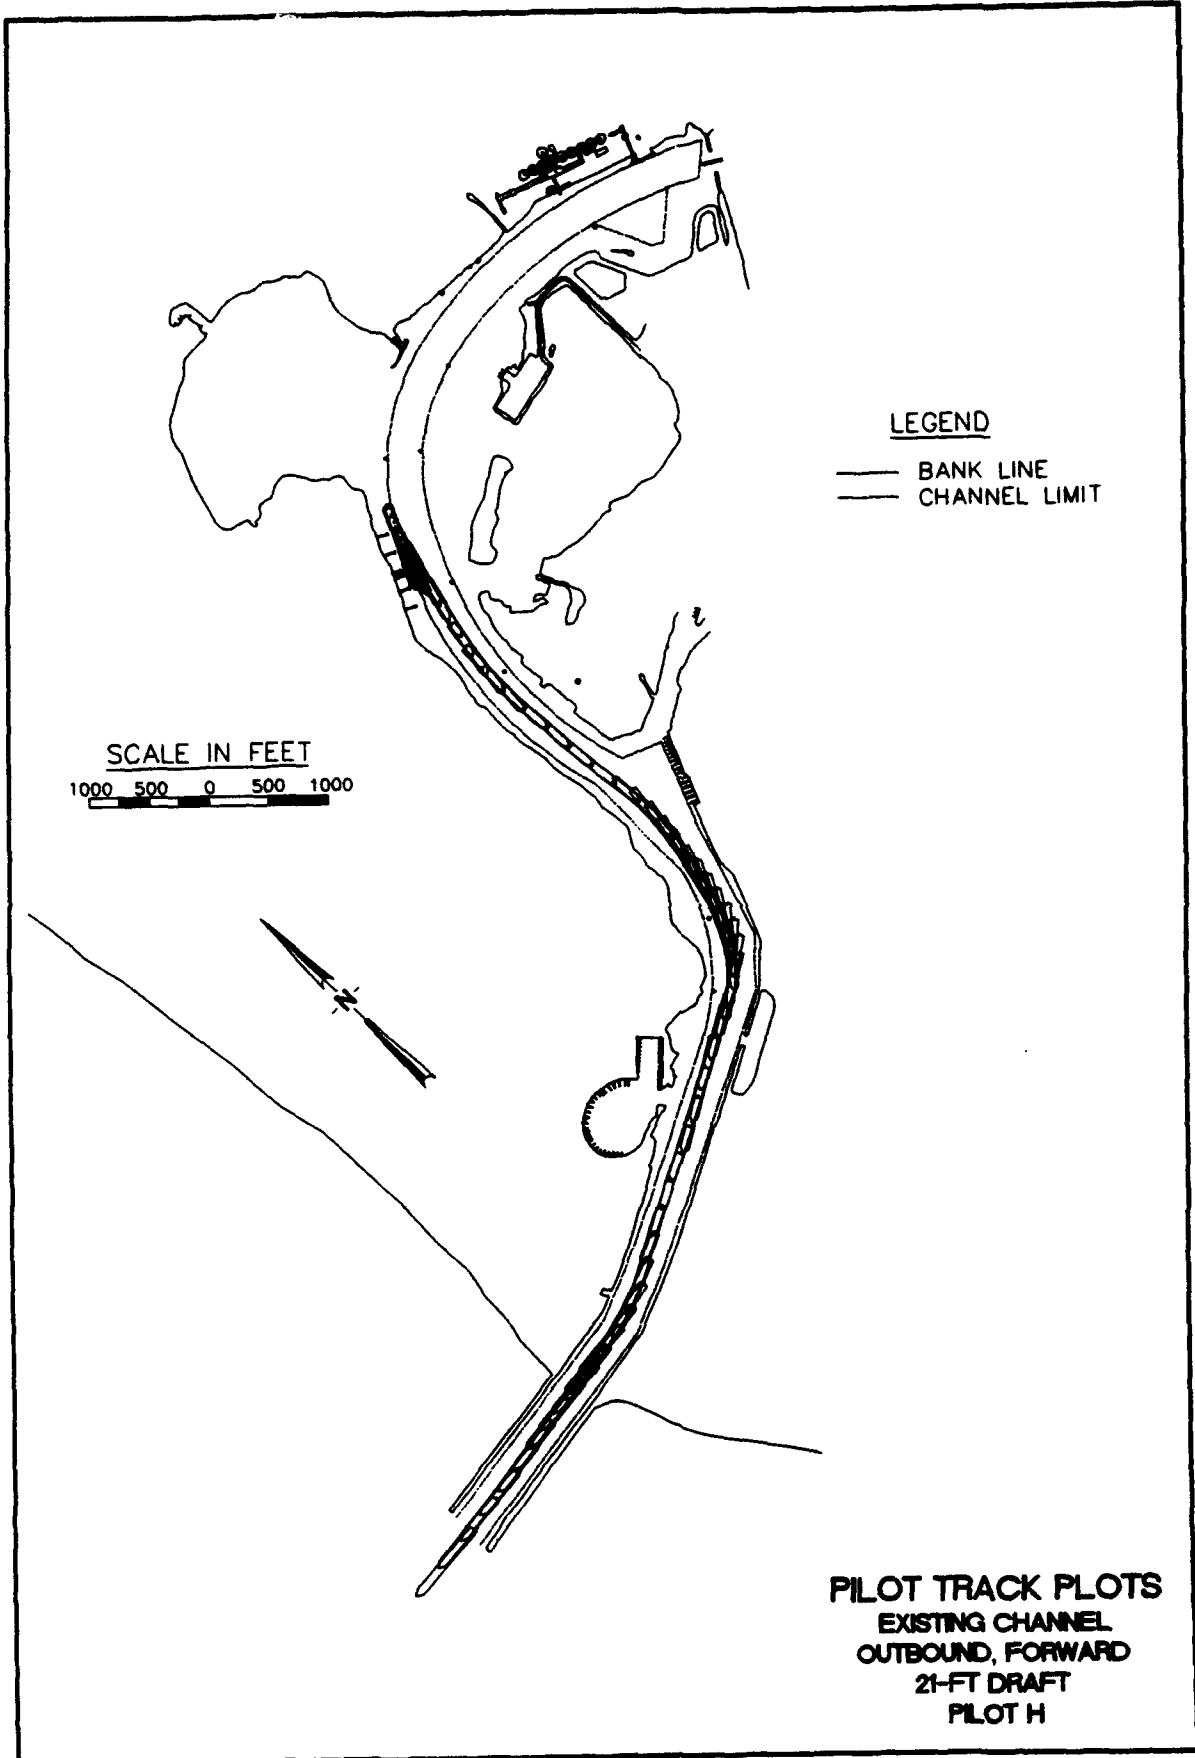 LEGEND
BANK LINE
CHANNEL LIMIT
SCALE IN FEET
1000 500 0 500 1000
N
PILOT TRACK PLOTS
EXISTING CHANNEL
OUTBOUND, FORWARD
21-FT DRAFT
PILOT H